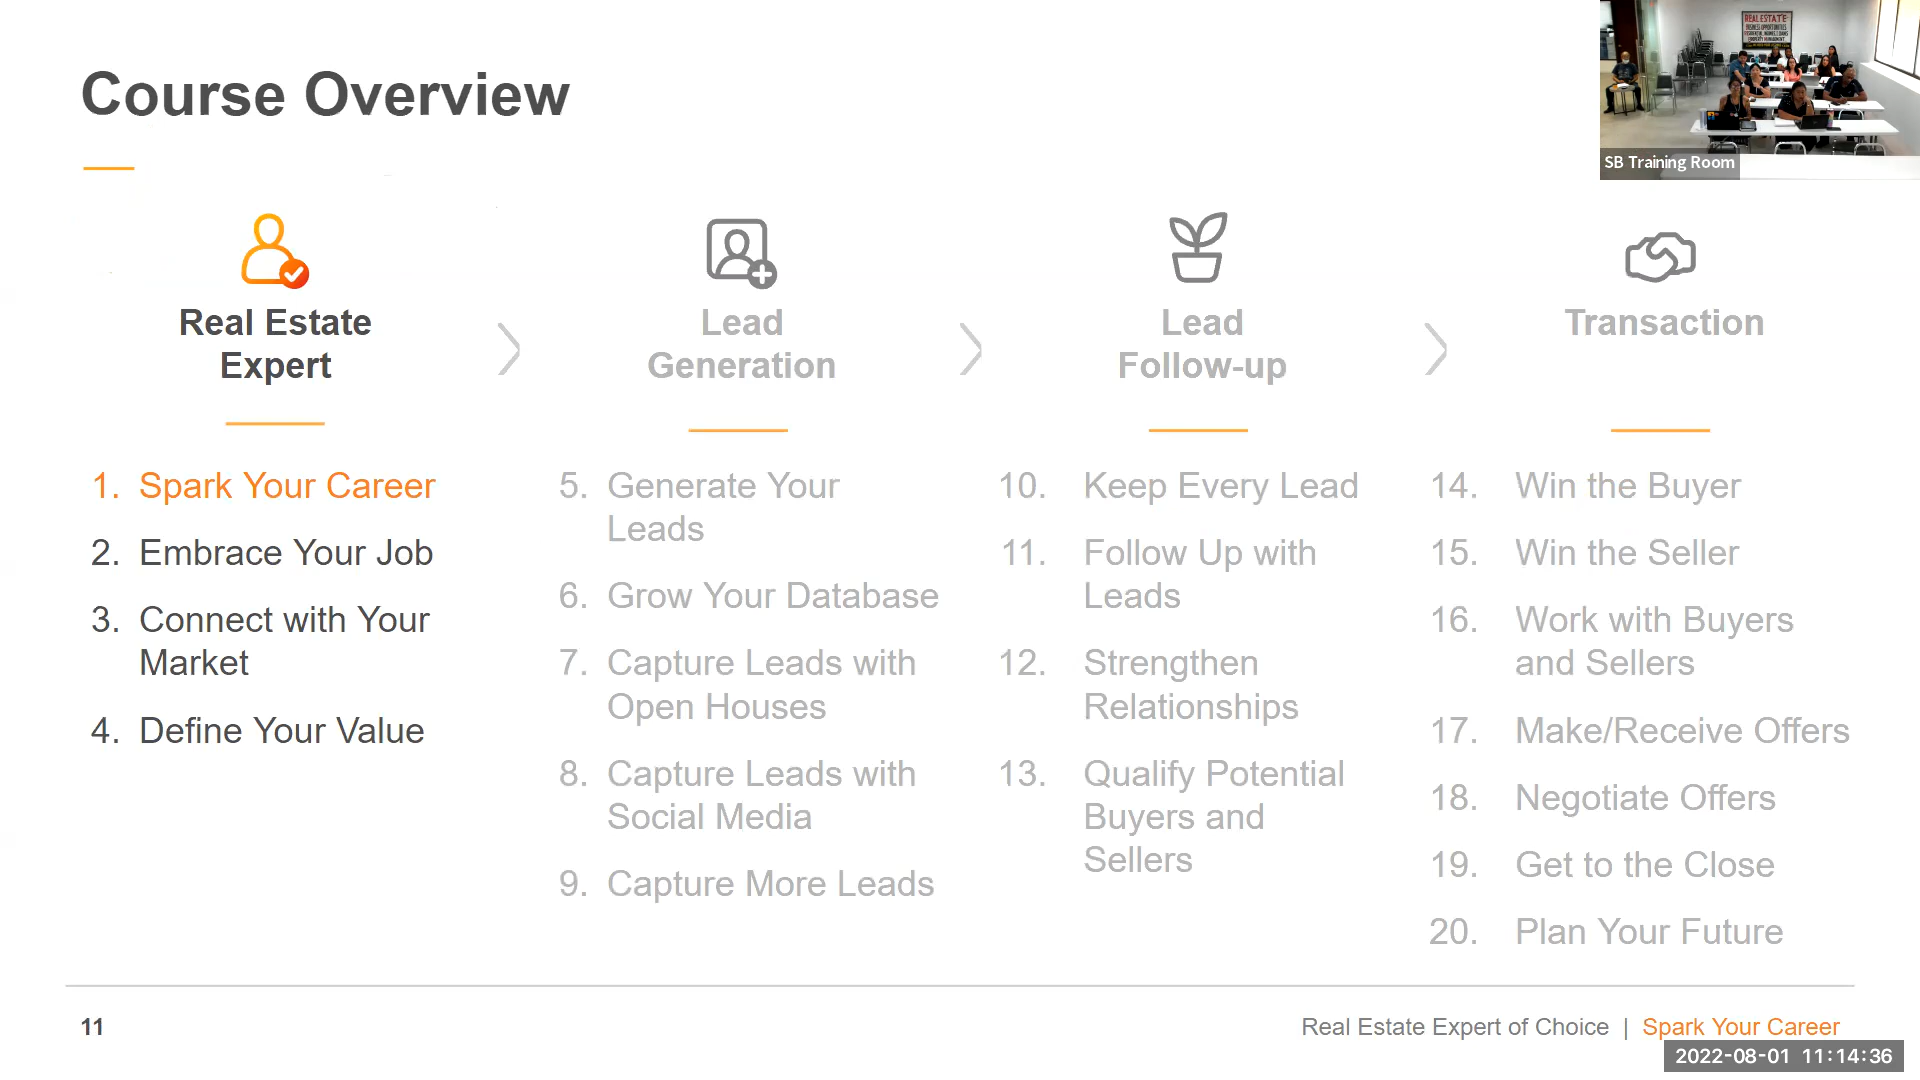 Course Overview
REAL ESTATE
SB Training Room
Real Estate
Expert
1. Spark Your Career
2. Embrace Your Job
3. Connect with Your
Market
4. Define Your Value
Lead
Generation
5. Generate Your
Leads
6. Grow Your Database
7. Capture Leads with
Open Houses
8. Capture Leads with
Social Media
9. Capture More Leads
Lead
Follow-up
10. Keep Every Lead
11. Follow Up with
Leads
12. Strengthen
Relationships
13. Qualify Potential
Buyers and
Sellers
Transaction
14. Win the Buyer
15. Win the Seller
16. Work with Buyers
and Sellers
17. Make/Receive Offers
18. Negotiate Offers
19. Get to the Close
20. Plan Your Future
11
Real Estate Expert of Choice | Spark Your Career
2022-08-01 11:14:36